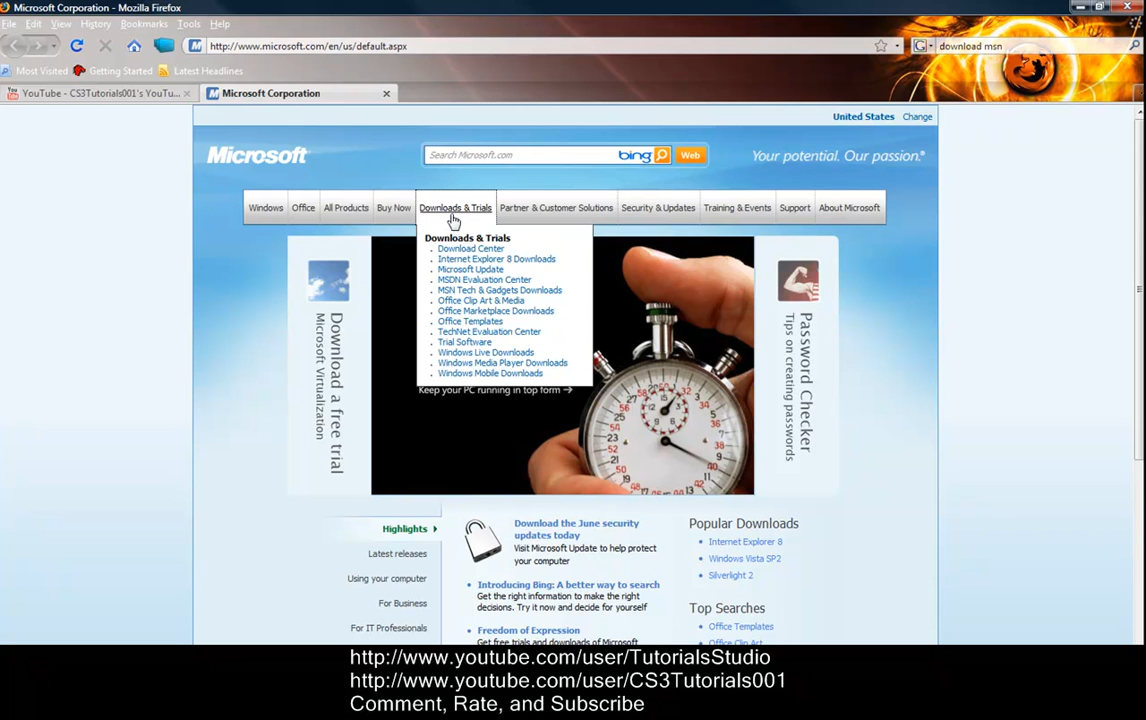 Microsoft Corporation - Mozilla Firefox
File Edit View History Bookmarks Tools Help
http://www.microsoft.com/en/us/default.aspx
download msn
Most Visited Getting Started Latest Headlines
YouTube - CS3Tutorials001's YouTu...
Microsoft Corporation
United States Change
Microsoft
Search Microsoft.com
bing
Web
Your potential. Our passion.®
Windows Office All Products Buy Now Downloads & Trials Partner & Customer Solutions Security & Updates Training & Events Support About Microsoft
Downloads & Trials
Download Center
Internet Explorer 8 Downloads
Microsoft Update
MSDN Evaluation Center
MSN Tech & Gadgets Downloads
Office Clip Art & Media
Office Marketplace Downloads
Office Templates
TechNet Evaluation Center
Trial Software
Windows Live Downloads
Windows Media Player Downloads
Windows Mobile Downloads
Keep your PC running in top form
Download a free trial
Microsoft Virtualization
Password Checker
Tips on creating passwords
Highlights
Latest releases
Using your computer
For Business
For IT Professionals
Download the June security
updates today
Visit Microsoft Update to help protect
your computer
Introducing Bing: A better way to search
Get the right information to make the right
decisions. Try it now and decide for yourself
Freedom of Expression
Get free trials and downloads of Microsoft
Popular Downloads
Internet Explorer 8
Windows Vista SP2
Silverlight 2
Top Searches
Office Templates
Office Clip Art
http://www.youtube.com/user/TutorialsStudio
http://www.youtube.com/user/CS3Tutorials001
Comment, Rate, and Subscribe